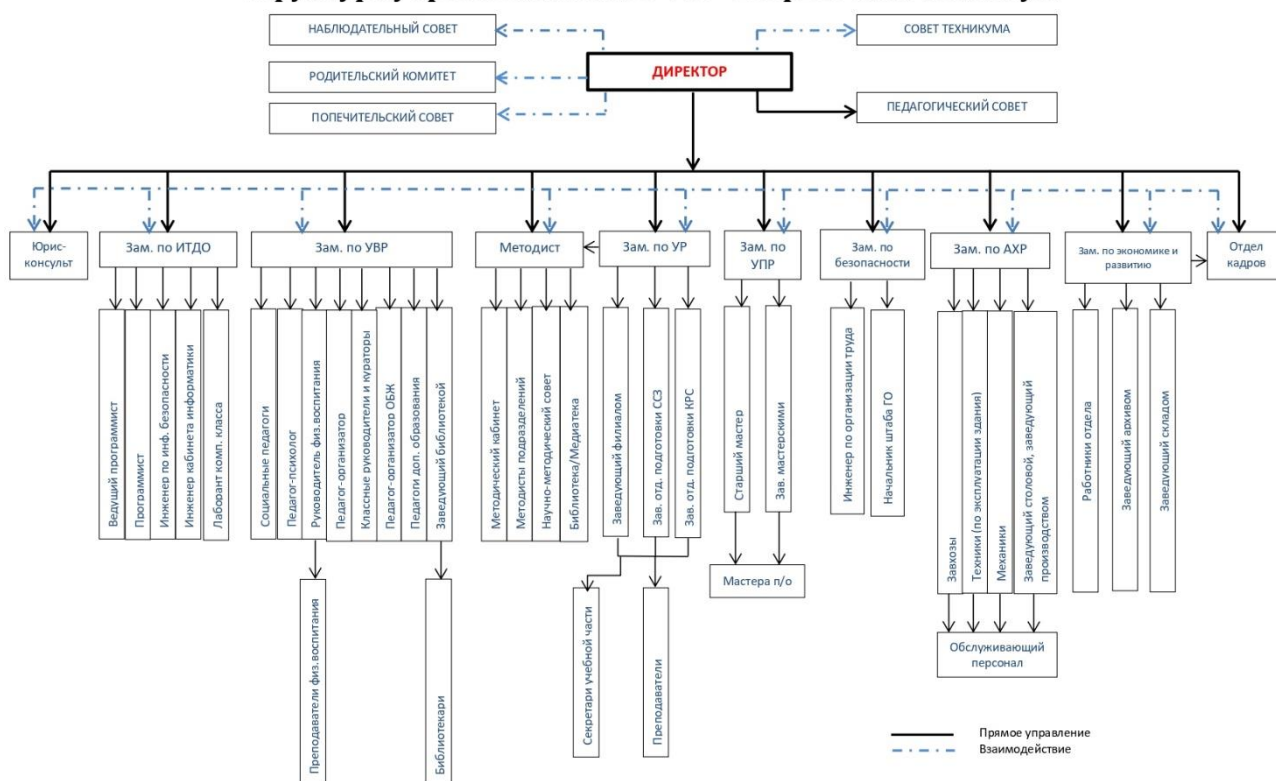 НАБЛЮДАТЕЛЬНЫЙ СОВЕТ
СОВЕТ ТЕХНИКУМА
ДИРЕКТОР
РОДИТЕЛЬСКИЙ КОМИТЕТ
ПОПЕЧИТЕЛЬСКИЙ СОВЕТ
ПЕДАГОГИЧЕСКИЙ СОВЕТ
Юрис-
консульт
Зам. по ИТДО
Зам. по УВР
Методист
Зам. по УР
Зам. по
УПР
Зам. по
безопасности
Зам. по АХР
Зам. по экономике и
развитию
Отдел
кадров
Ведущий программист
Программист
Инженер по инф. безопасности
Инженер кабинета информатики
Лаборант комп. класса
Социальные педагоги
Педагог-психолог
Руководитель физ.воспитания
Педагог-организатор
Классные руководители и кураторы
Педагог-организатор ОБЖ
Педагоги доп. образования
Заведующий библиотекой
Методический кабинет
Методисты подразделений
Научно-методический совет
Библиотека/Медиатека
Заведующий филиалом
Зав. отд. подготовки ССЗ
Зав. отд. подготовки КРС
Старший мастер
Зав. мастерскими
Инженер по организации труда
Начальник штаба ГО
Завхозы
Техники (по эксплуатации здания)
Механики
Заведующий столовой, заведующий
производством
Работники отдела
Заведующий архивом
Заведующий складом
Преподаватели физ.воспитания
Библиотекари
Секретари учебной части
Преподаватели
Мастера п/о
Обслуживающий
персонал
Прямое управление
Взаимодействие